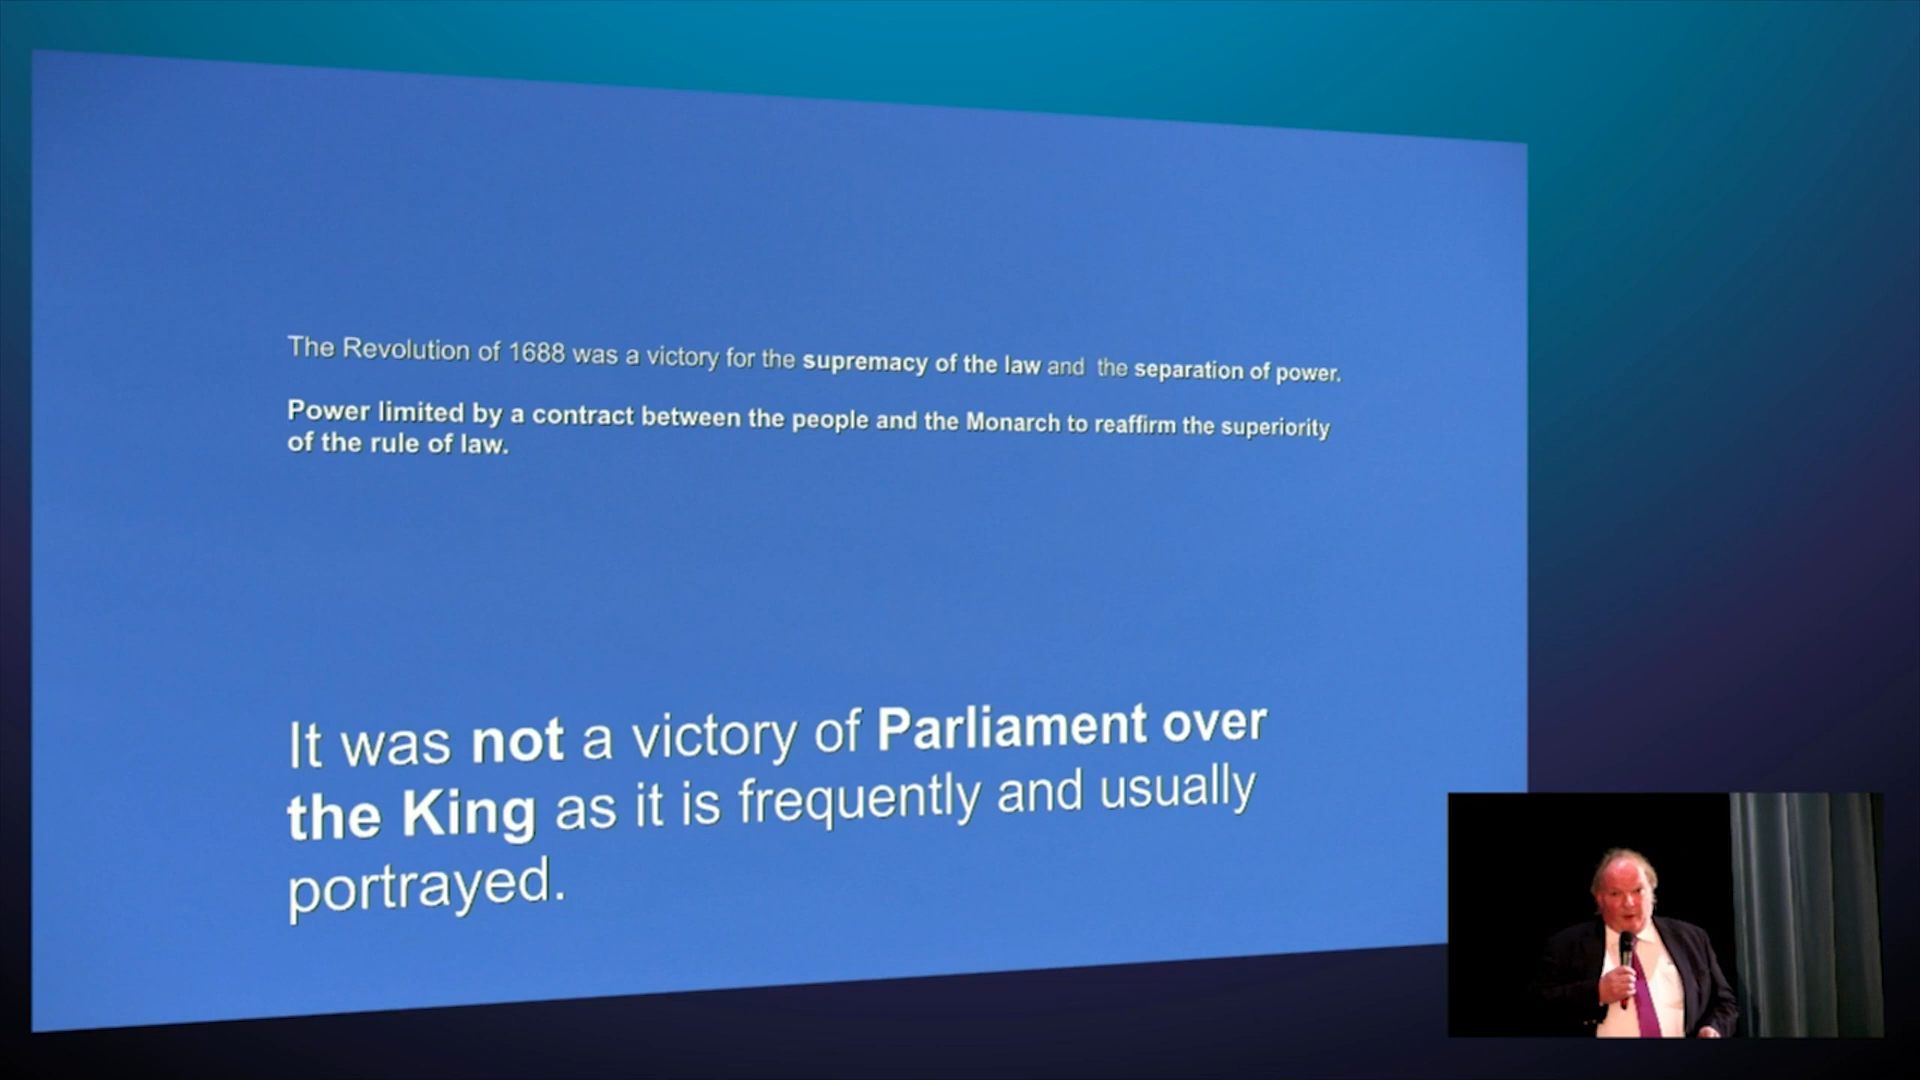 The Revolution of 1688 was a victory for the supremacy of the law and the separation of power.
Power limited by a contract between the people and the Monarch to reaffirm the superiority
of the rule of law.
It was not a victory of Parliament over
the King as it is frequently and usually
portrayed.